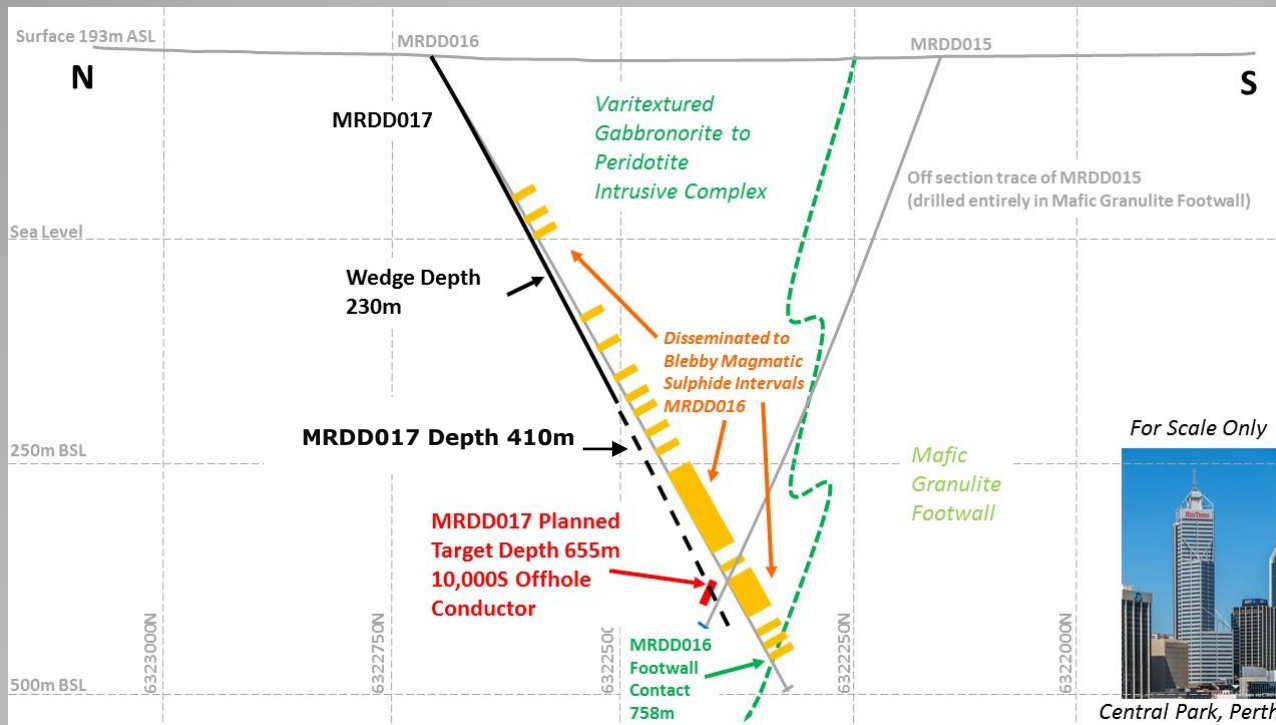 Surface 193m ASL
MRDD016
MRDD015
N
S
MRDD017
Varitextured
Gabbronorite to
Peridotite
Intrusive Complex
Off section trace of MRDD015
(drilled entirely in Mafic Granulite Footwall)
Sea Level
Wedge Depth
230m
Disseminated to
Blebby Magmatic
Sulphide Intervals
MRDD016
MRDD017 Depth 410m
For Scale Only
250m BSL
Mafic
Granulite
Footwall
RioTinto
MRDD017 Planned
Target Depth 655m
10,000S Offhole
Conductor
6323000N
6322750N
632250
6322250N
6322000N
MRDD016
Footwall
Contact
758m
500m BSL
Central Park, Perth